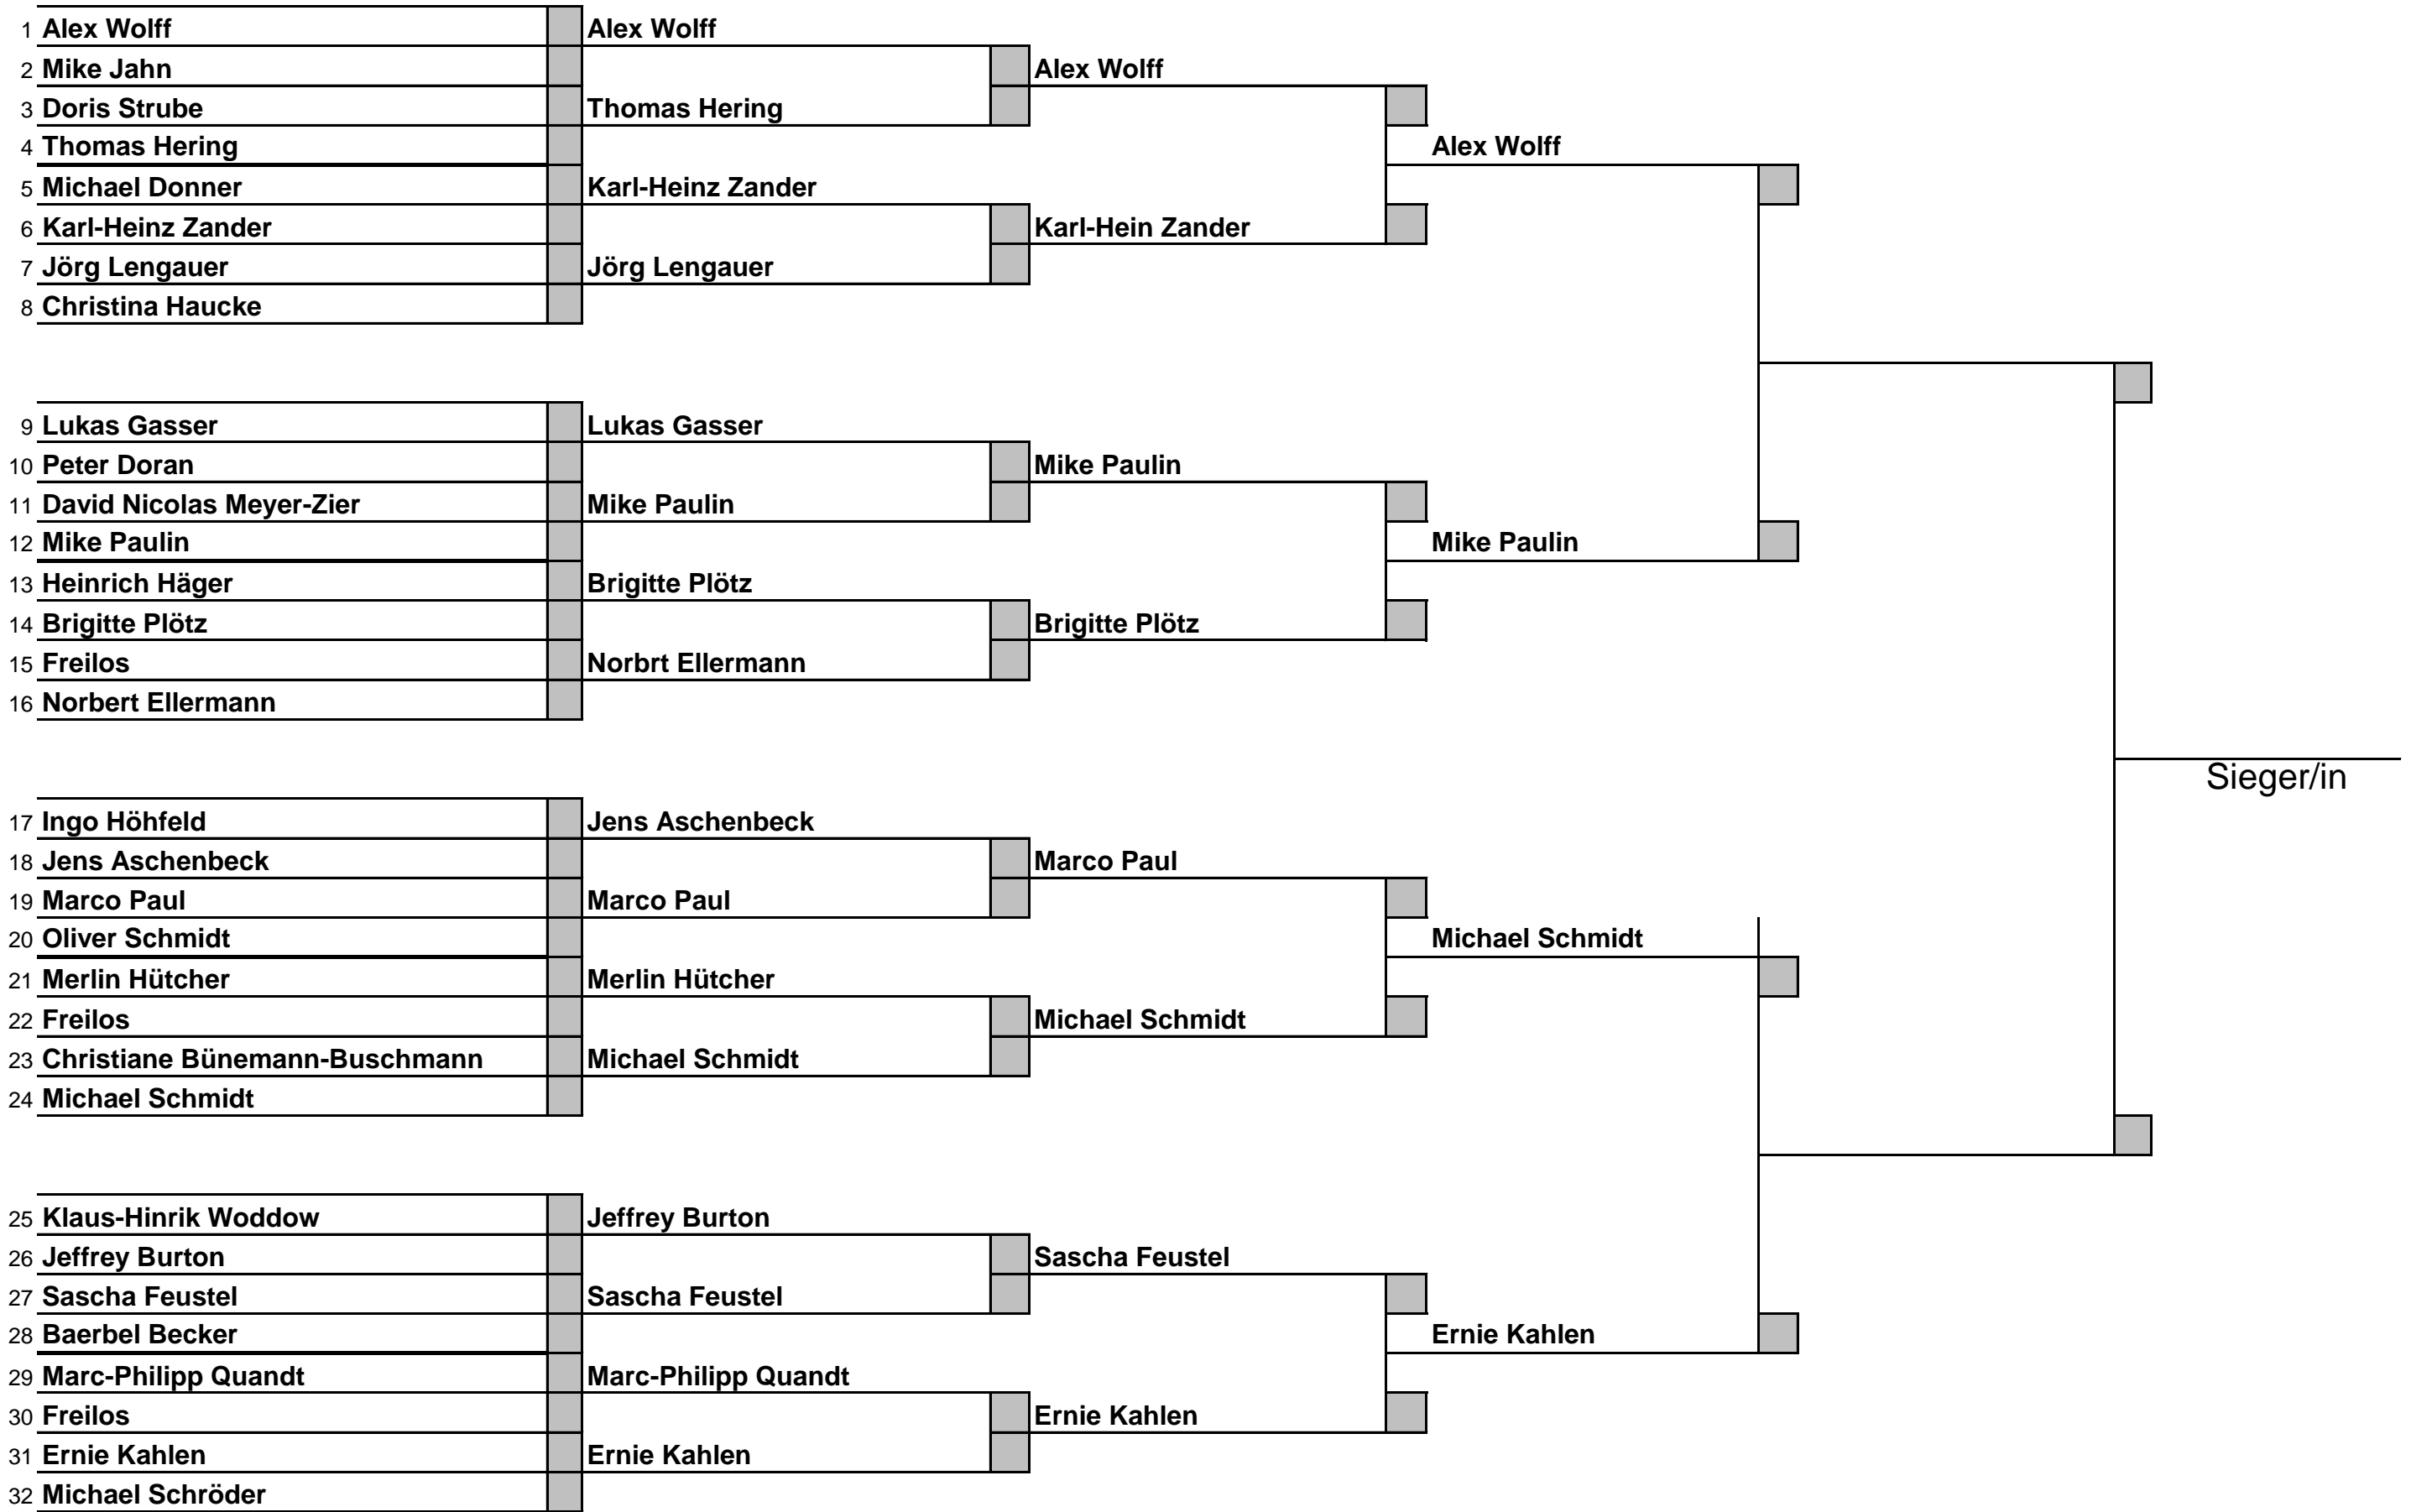 1 Alex Wolff Alex Wolff
2 Mike Jahn Alex Wolff
3 Doris Strube Thomas Hering
4 Thomas Hering Alex Wolff
5 Michael Donner Karl-Heinz Zander
6 Karl-Heinz Zander Karl-Hein Zander
7 Jörg Lengauer Jörg Lengauer
8 Christina Haucke
9 Lukas Gasser Lukas Gasser
10 Peter Doran Mike Paulin
11 David Nicolas Meyer-Zier Mike Paulin
12 Mike Paulin Mike Paulin
13 Heinrich Häger Brigitte Plötz
14 Brigitte Plötz Brigitte Plötz
15 Freilos Norbrt Ellermann
16 Norbert Ellermann
Sieger/in
17 Ingo Höhfeld Jens Aschenbeck
18 Jens Aschenbeck Marco Paul
19 Marco Paul Marco Paul
20 Oliver Schmidt Michael Schmidt
21 Merlin Hütcher Merlin Hütcher
22 Freilos Michael Schmidt
23 Christiane Bünemann-Buschmann Michael Schmidt
24 Michael Schmidt
25 Klaus-Hinrik Woddow Jeffrey Burton
26 Jeffrey Burton Sascha Feustel
27 Sascha Feustel Sascha Feustel
28 Baerbel Becker Ernie Kahlen
29 Marc-Philipp Quandt Marc-Philipp Quandt
30 Freilos Ernie Kahlen
31 Ernie Kahlen Ernie Kahlen
32 Michael Schröder